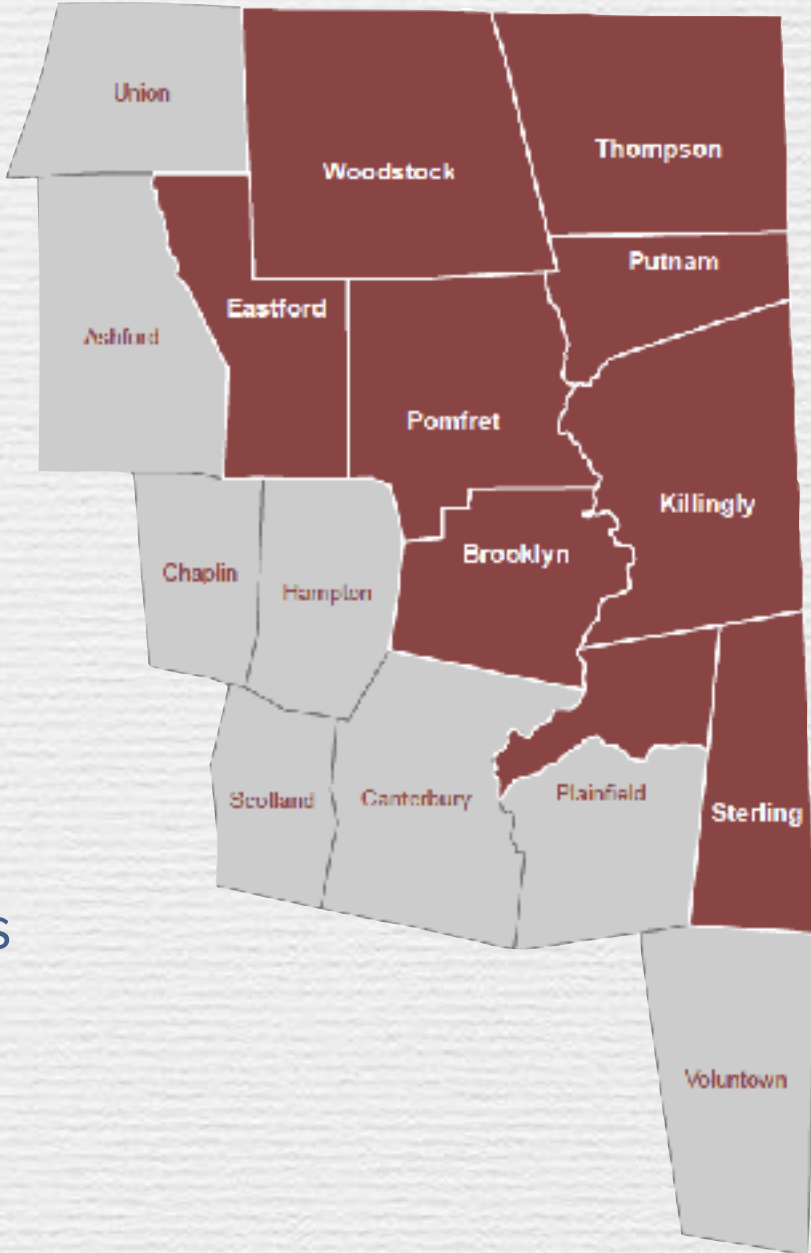 Union
Woodstock
Thompson
Putnam
Eastford
Ashford
Pomfret
Killingly
Brooklyn
Chaplin
Hampton
Plainfield
Scotland
Canterbury
Sterling
s
Voluntown